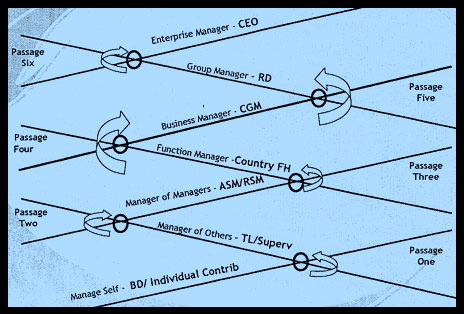 Enterprise Manager - CEO
Passage
Six
Group Manager - RD
Passage
Five
Business Manager - CGM
Passage
Four
Function Manager -Country FH
Passage
Three
Manager of Managers - ASM/RSM
Passage
Two
Manager of Others - TL/Superv
Passage
One
Manage Self - BD/ Individual Contrib